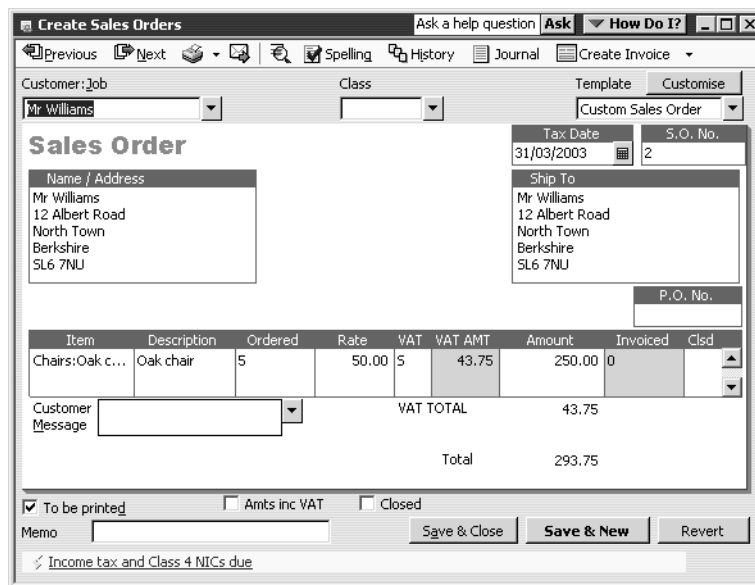 Create Sales Orders Ask a help question Ask How Do I?
Previous Next Spelling History Journal Create Invoice
Customer:Job Class Template Customise
Mr Williams Custom Sales Order
Sales Order
Tax Date S.O. No.
31/03/2003 2
Name / Address Ship To
Mr Williams Mr Williams
12 Albert Road 12 Albert Road
North Town North Town
Berkshire Berkshire
SL6 7NU SL6 7NU
P.O. No.
Item Description Ordered Rate VAT VAT AMT Amount Invoiced Clsd
Chairs:Oak c... Oak chair 5 50.00 S 43.75 250.00 0
Customer Message VAT TOTAL 43.75
Total 293.75
To be printed Amts inc VAT Closed
Memo Save & Close Save & New Revert
Income tax and Class 4 NICs due